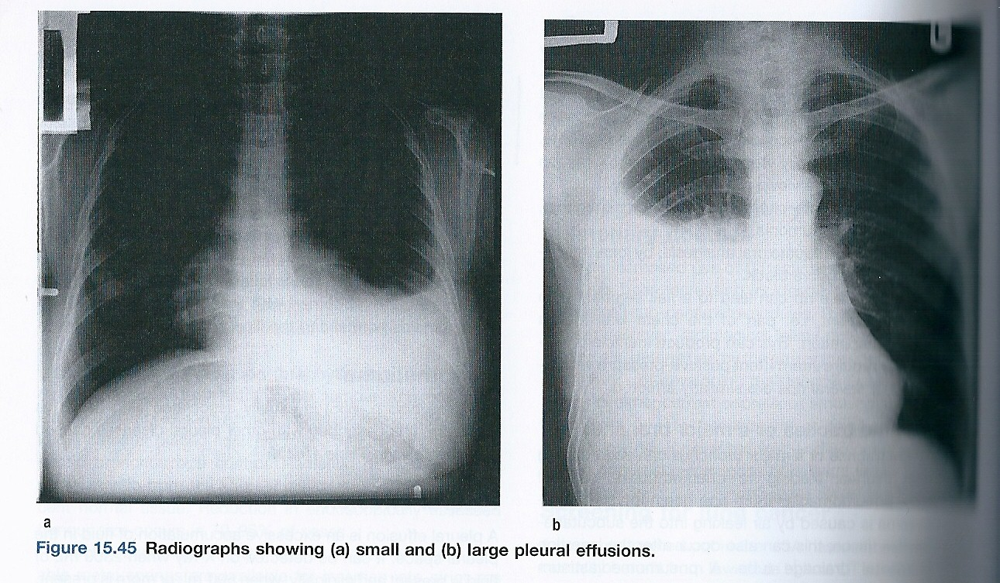 a
b
Figure 15.45 Radiographs showing (a) small and (b) large pleural effusions.